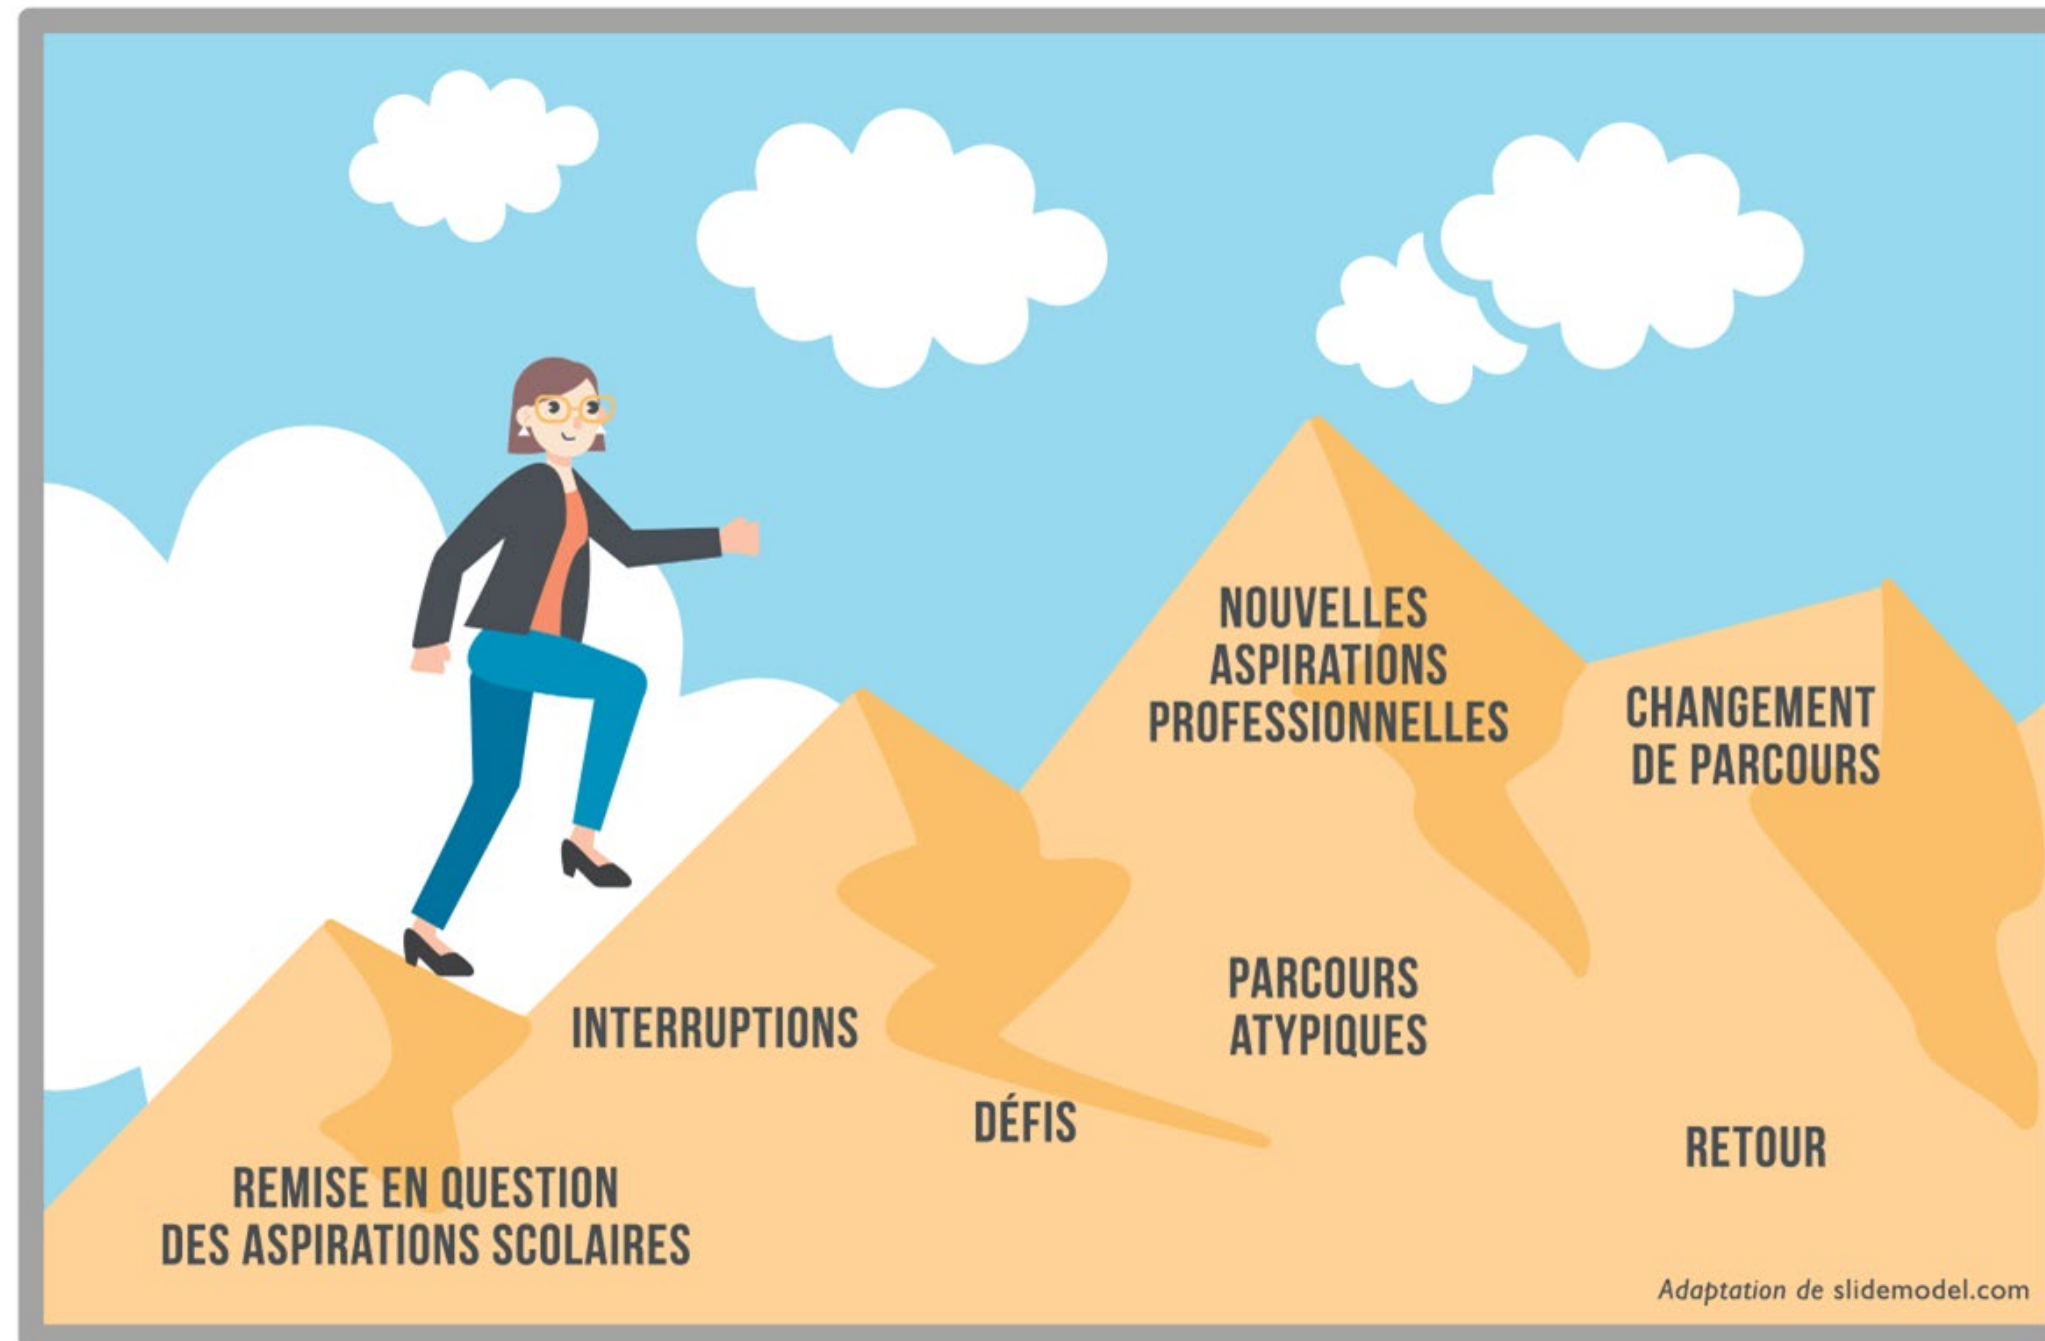 NOUVELLES
ASPIRATIONS
PROFESSIONNELLES
CHANGEMENT
DE PARCOURS
PARCOURS
ATYPIQUES
INTERRUPTIONS
DÉFIS
RETOUR
REMISE EN QUESTION
DES ASPIRATIONS SCOLAIRES
Adaptation de slidemodel.com